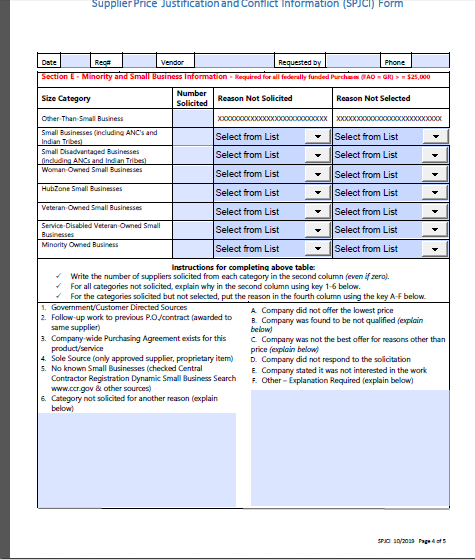 Supplier Price Justification and Conflict Information (SPJCI) Form
Date Req# Vendor Requested by Phone
Section E - Minority and Small Business Information - Required for all federally funded Purchases (FAO = GR) > = $25,000
Size Category Number Solicited Reason Not Solicited Reason Not Selected
Other-Than-Small Business XXXXXXXXXXXXXXXXXXXXXXXXXXX XXXXXXXXXXXXXXXXXXXXXXXXXX
Small Businesses (including ANC's and Indian Tribes) Select from List Select from List
Small Disadvantaged Businesses (including ANCs and Indian Tribes) Select from List Select from List
Woman-Owned Small Businesses Select from List Select from List
HubZone Small Businesses Select from List Select from List
Veteran-Owned Small Businesses Select from List Select from List
Service-Disabled Veteran-Owned Small Businesses Select from List Select from List
Minority Owned Business Select from List Select from List
Instructions for completing above table:
✓ Write the number of suppliers solicited from each category in the second column (even if zero).
✓ For all categories not solicited, explain why in the second column using key 1-6 below.
✓ For the categories solicited but not selected, put the reason in the fourth column using the key A-F below.
1. Government/Customer Directed Sources
2. Follow-up work to previous P.O./contract (awarded to
same supplier)
3. Company-wide Purchasing Agreement exists for this
product/service
4. Sole Source (only approved supplier, proprietary item)
5. No known Small Businesses (checked Central
Contractor Registration Dynamic Small Business Search
www.ccr.gov & other sources)
6. Category not solicited for another reason (explain
below)
A. Company did not offer the lowest price
B. Company was found to be not qualified (explain
below)
C. Company was not the best offer for reasons other than
price (explain below)
D. Company did not respond to the solicitation
E. Company stated it was not interested in the work
F. Other – Explanation Required (explain below)
SPJCI 10/2019 Page 4 of 5